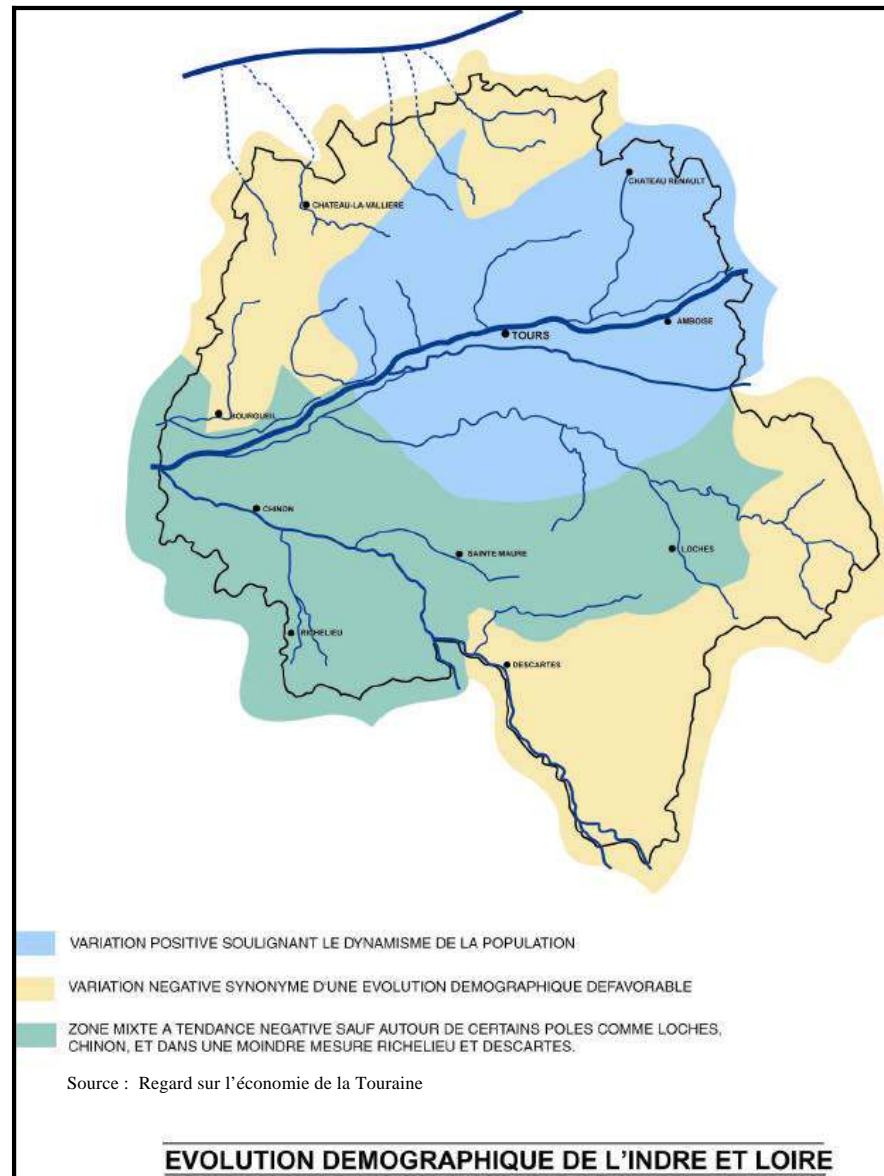 CHATEAU RENAULT
CHATEAU-LA-VALLIERE
AMBOISE
TOURS
BOURGUEIL
CHINON
SAINTE MAURE
LOCHES
RICHELIEU
DESCARTES
VARIATION POSITIVE SOULIGNANT LE DYNAMISME DE LA POPULATION
VARIATION NEGATIVE SYNONYME D'UNE EVOLUTION DEMOGRAPHIQUE DEFAVORABLE
ZONE MIXTE A TENDANCE NEGATIVE SAUF AUTOUR DE CERTAINS POLES COMME LOCHES,
CHINON, ET DANS UNE MOINDRE MESURE RICHELIEU ET DESCARTES.
Source : Regard sur l’économie de la Touraine
EVOLUTION DEMOGRAPHIQUE DE L'INDRE ET LOIRE